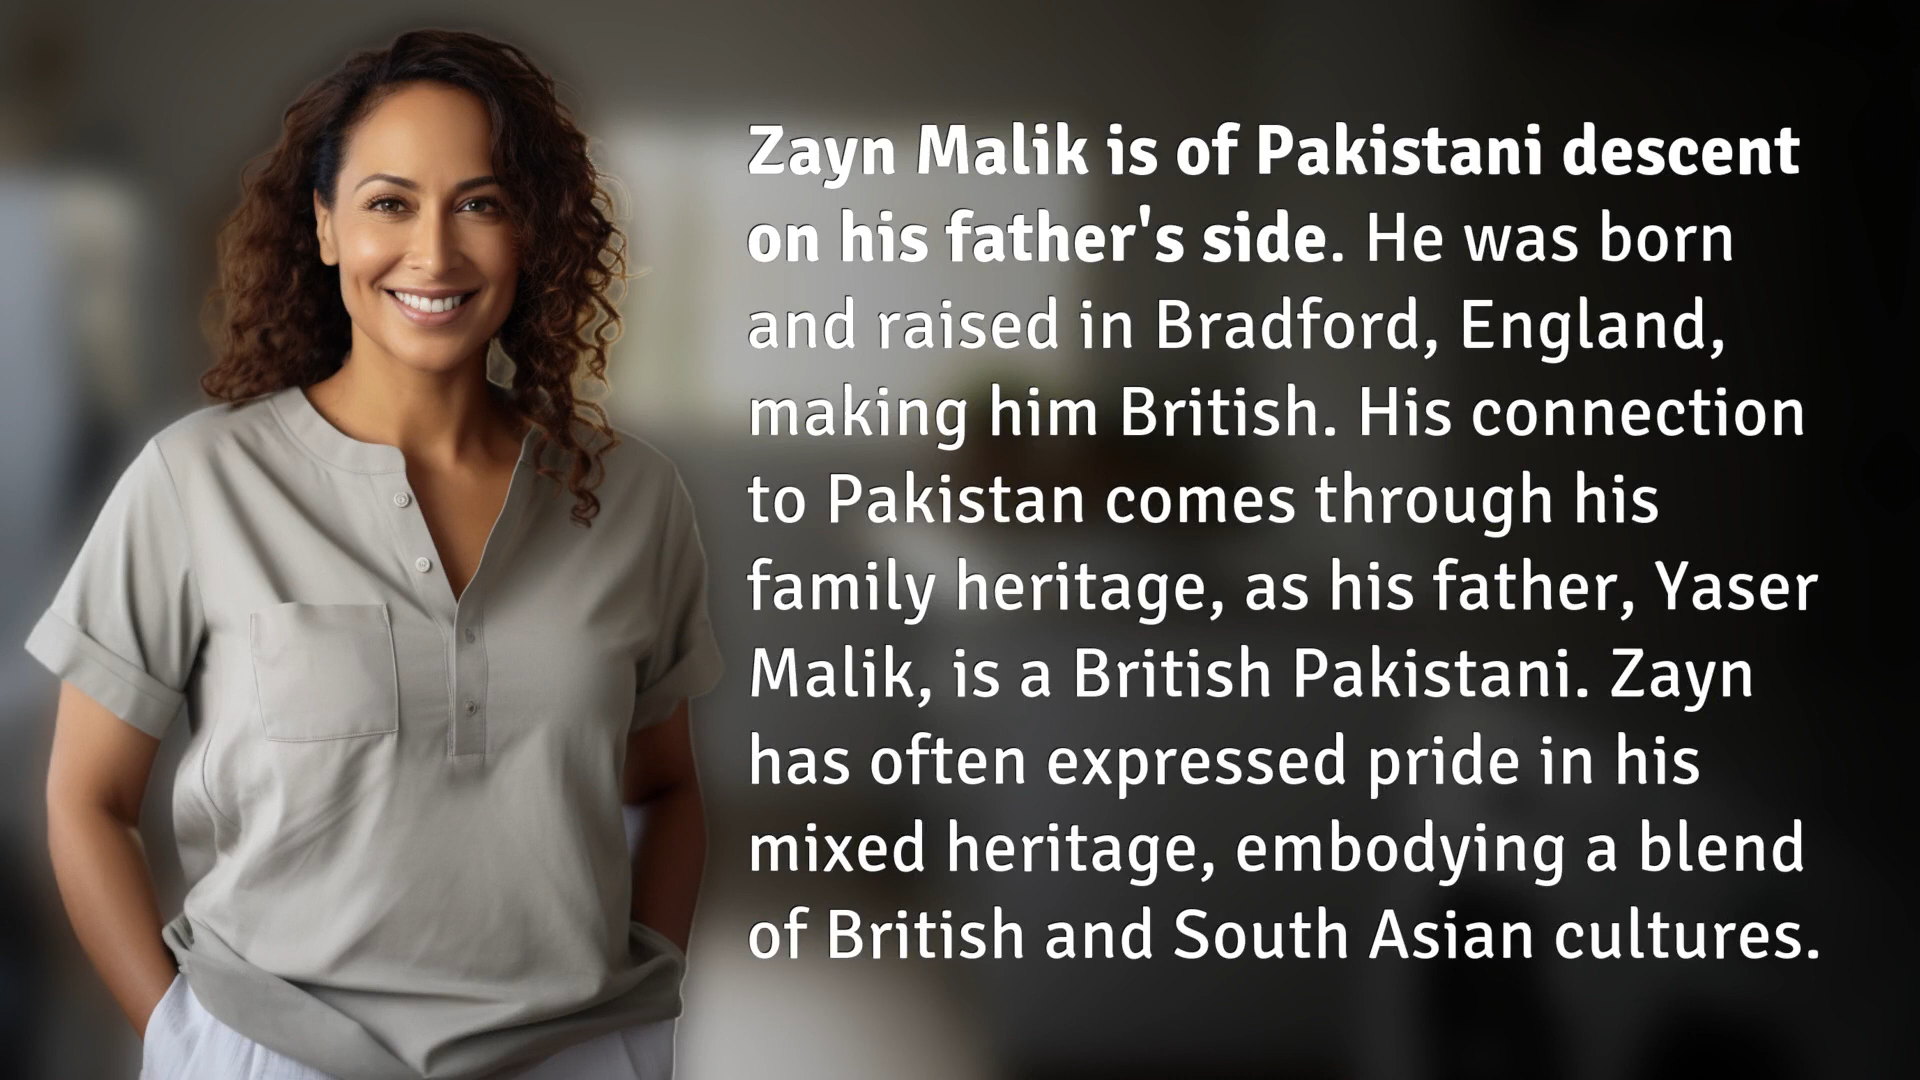 Zayn Malik is of Pakistani descent
on his father's side. He was born
and raised in Bradford, England,
making him British. His connection
to Pakistan comes through his
family heritage, as his father, Yaser
Malik, is a British Pakistani. Zayn
has often expressed pride in his
mixed heritage, embodying a blend
of British and South Asian cultures.